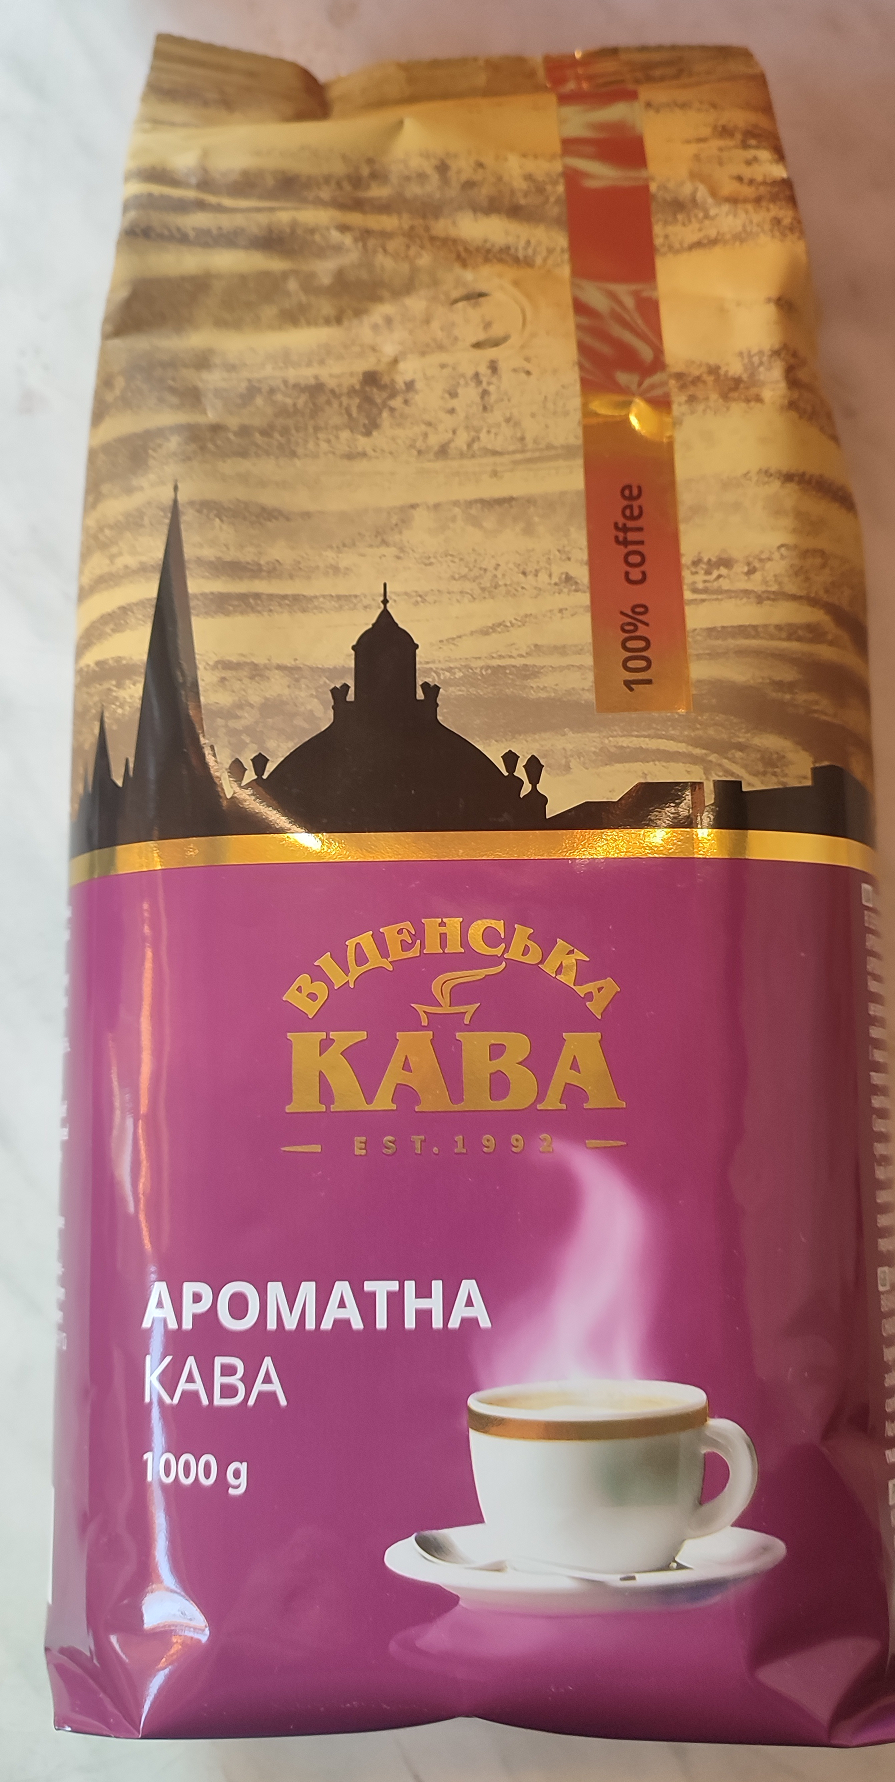 100% coffee
ВІДЕНСЬКА
КАВА
EST.1992
АРОМАТНА
КАВА
1000 g